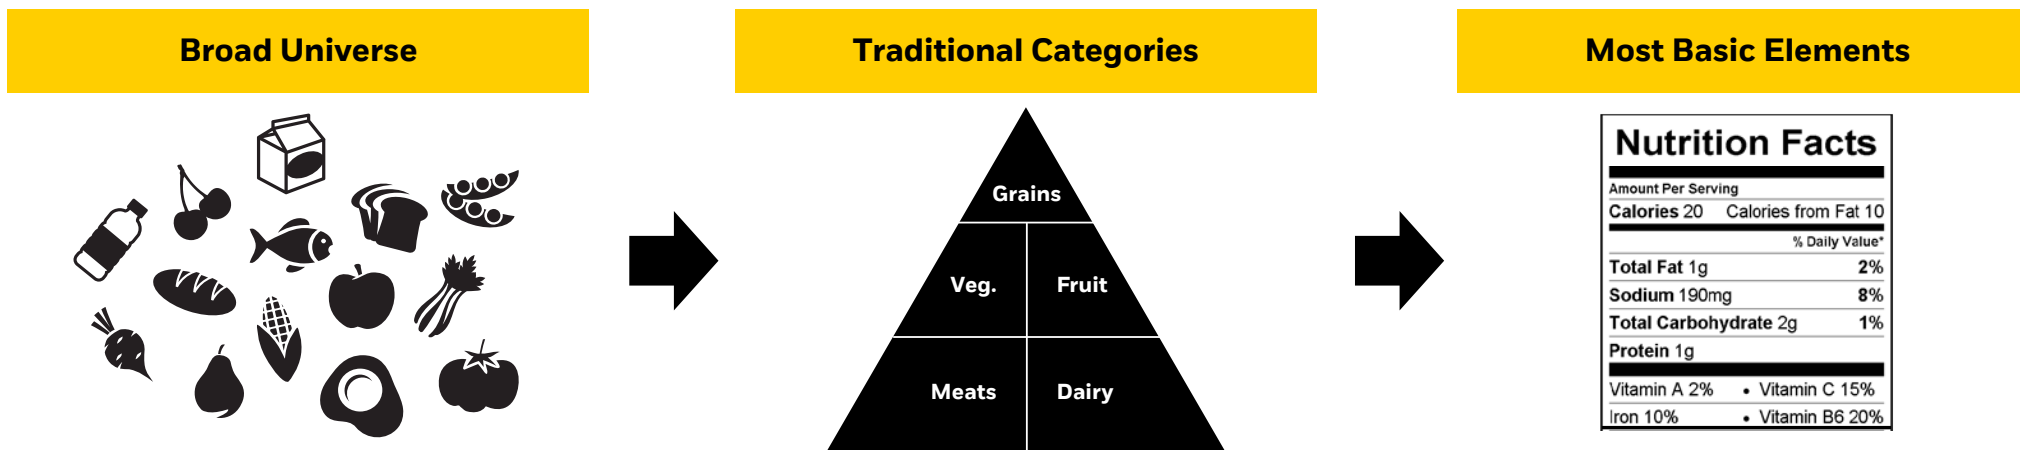 Broad Universe
Traditional Categories
Most Basic Elements
Grains
Veg.
Fruit
Meats
Dairy
Nutrition Facts
Amount Per Serving
Calories 20 Calories from Fat 10
% Daily Value*
Total Fat 1g 2%
Sodium 190mg 8%
Total Carbohydrate 2g 1%
Protein 1g
Vitamin A 2% • Vitamin C 15%
Iron 10% • Vitamin B6 20%